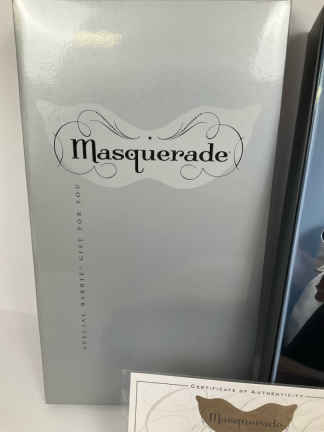 Masquerade
SPECIAL BARBIE® GIFT FOR YOU
CERTIFICATE OF AUTHENTICITY
Masquerade